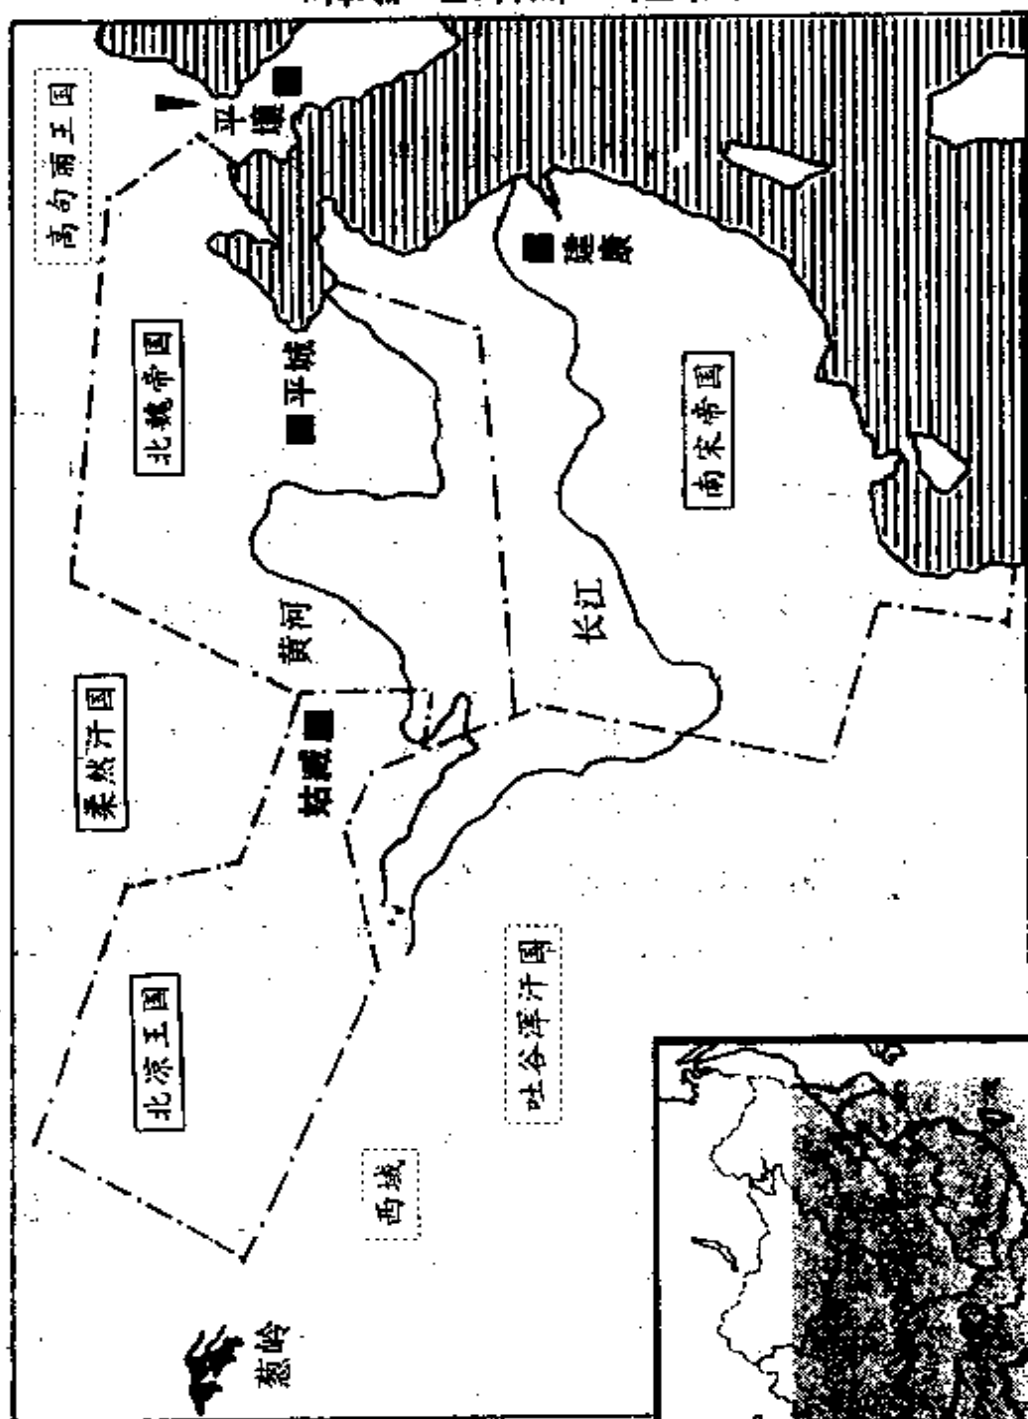 高句丽王国
平壤
北魏帝国
平城
建康
南宋帝国
黄河
长江
柔然汗国
姑臧
北凉王国
吐谷浑汗国
西域
葱岭